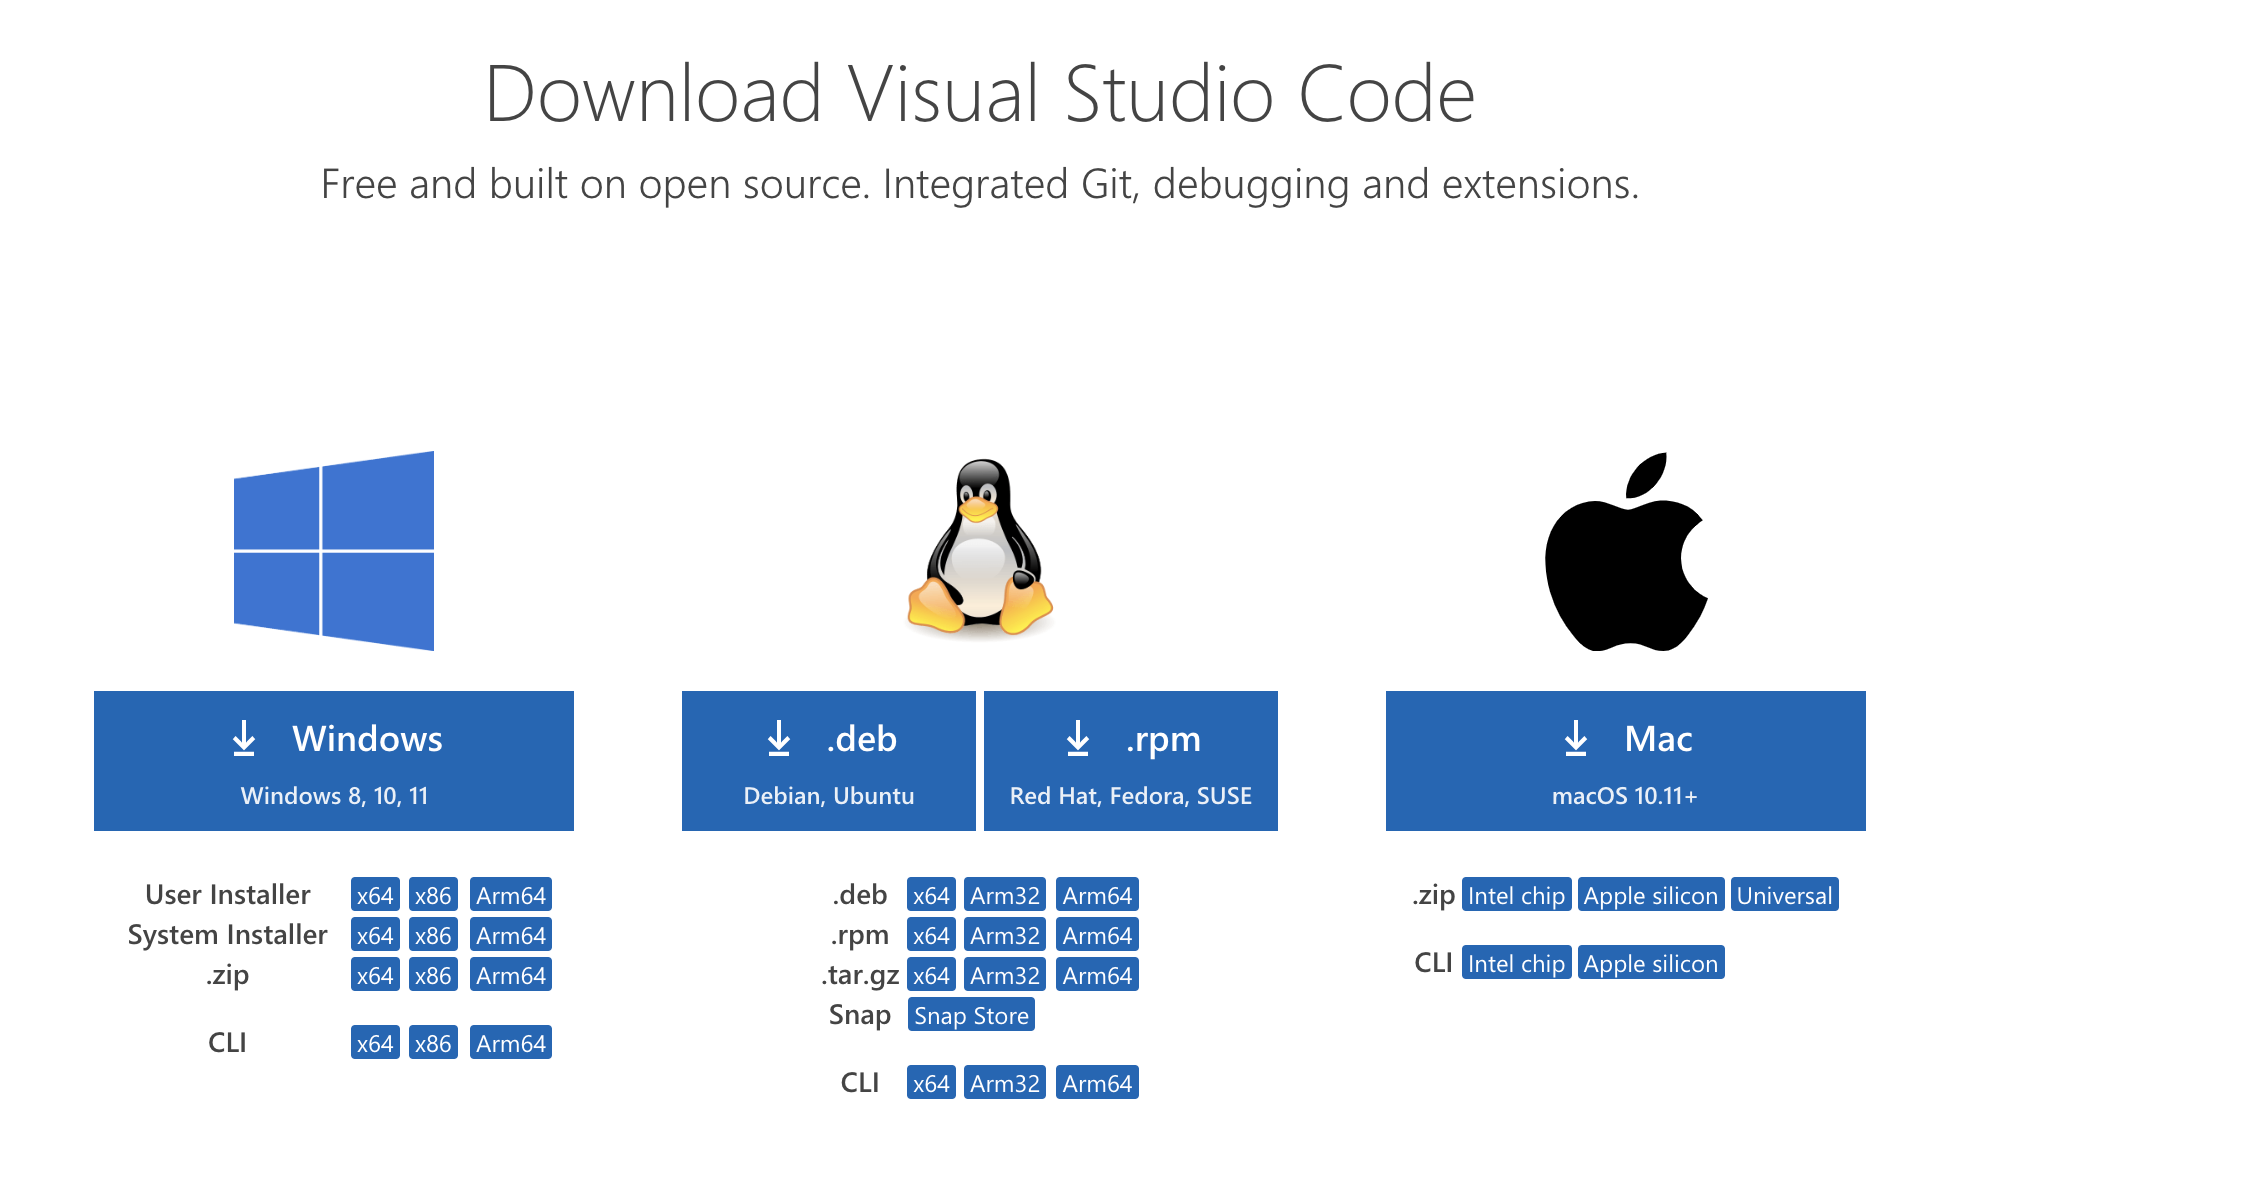 Download Visual Studio Code
Free and built on open source. Integrated Git, debugging and extensions.
Windows
Windows 8, 10, 11
User Installer x64 x86 Arm64
System Installer x64 x86 Arm64
.zip x64 x86 Arm64
CLI x64 x86 Arm64
.deb
Debian, Ubuntu
.rpm
Red Hat, Fedora, SUSE
.deb x64 Arm32 Arm64
.rpm x64 Arm32 Arm64
.tar.gz x64 Arm32 Arm64
Snap Snap Store
CLI x64 Arm32 Arm64
Mac
macOS 10.11+
.zip Intel chip Apple silicon Universal
CLI Intel chip Apple silicon